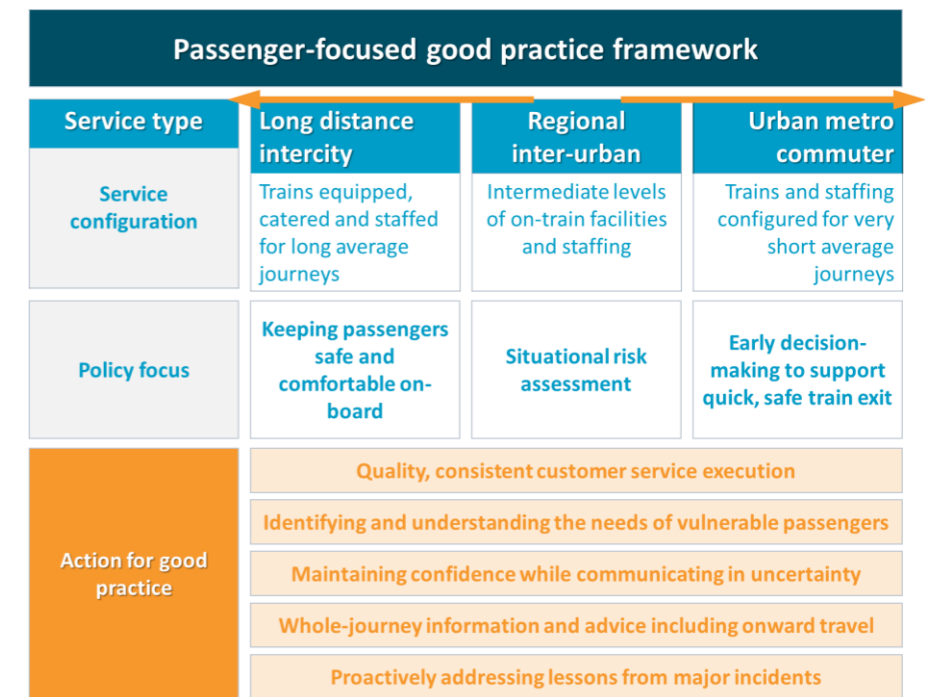 Passenger-focused good practice framework
Service type
Long distance
intercity
Regional
inter-urban
Urban metro
commuter
Service
configuration
Trains equipped,
catered and staffed
for long average
journeys
Intermediate levels
of on-train facilities
and staffing
Trains and staffing
configured for very
short average
journeys
Policy focus
Keeping passengers
safe and
comfortable on-
board
Situational risk
assessment
Early decision-
making to support
quick, safe train exit
Action for good
practice
Quality, consistent customer service execution
Identifying and understanding the needs of vulnerable passengers
Maintaining confidence while communicating in uncertainty
Whole-journey information and advice including onward travel
Proactively addressing lessons from major incidents